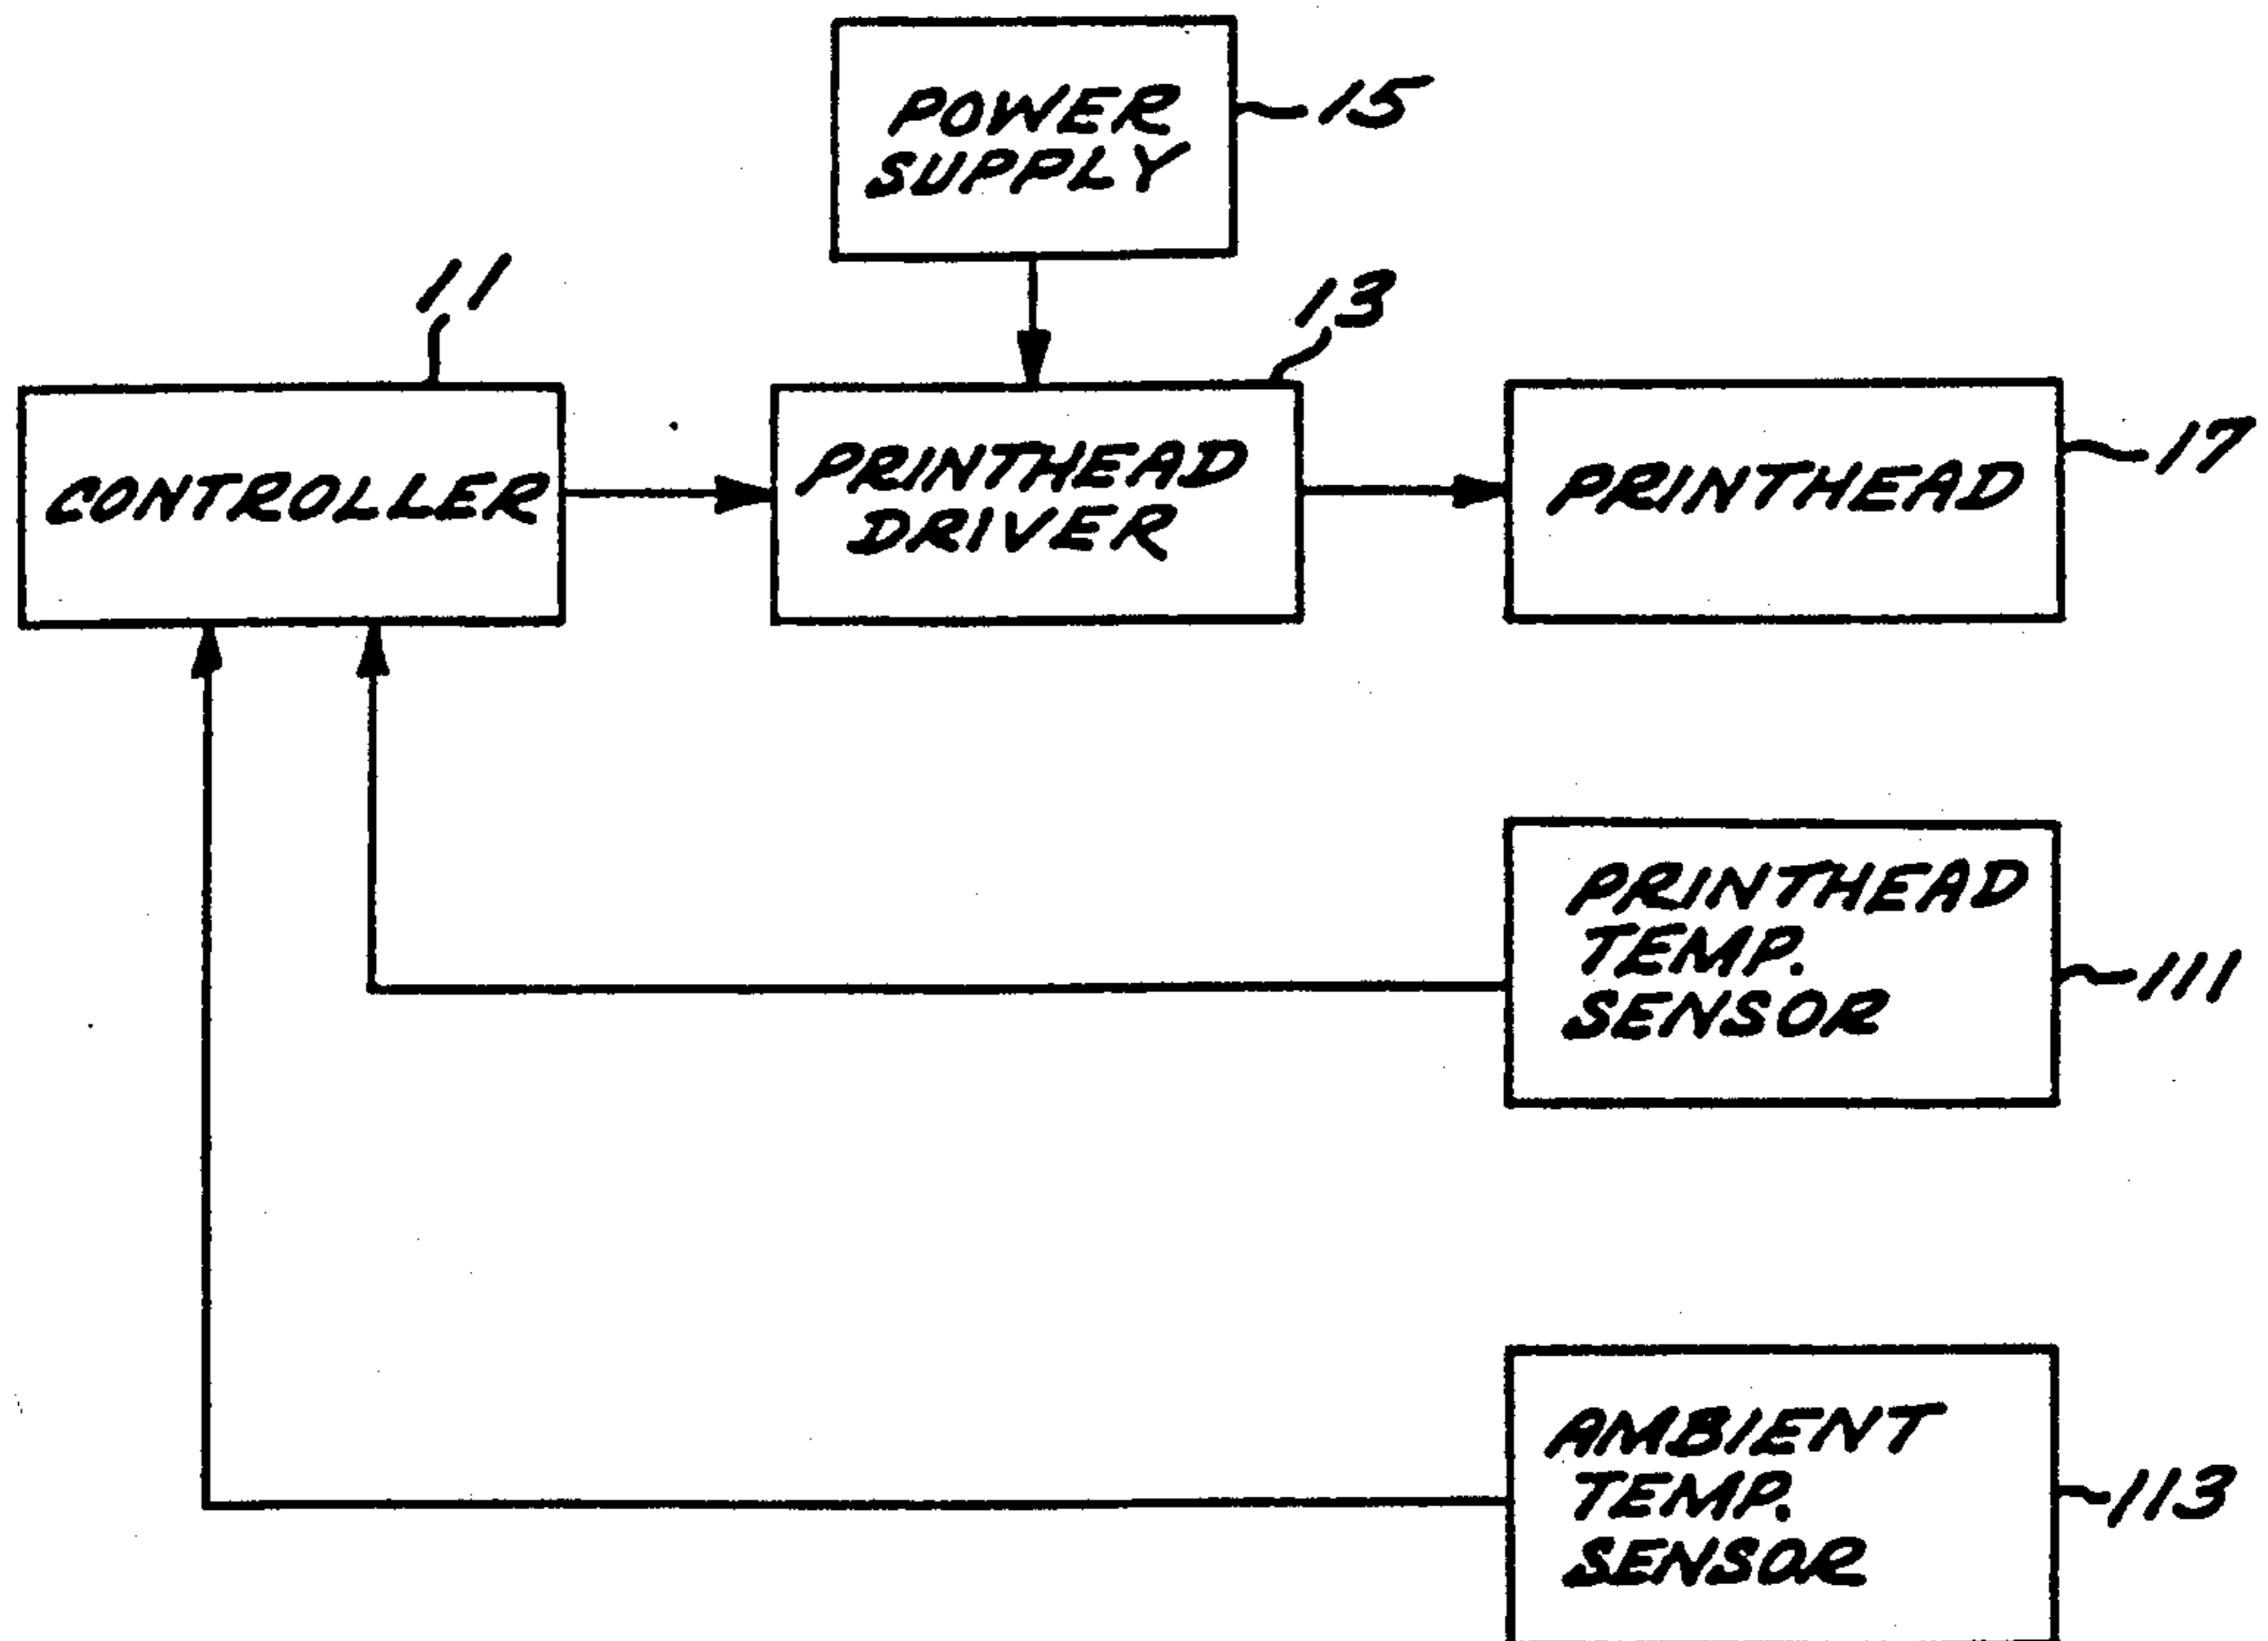 POWER
SUPPLY
15
11
13
CONTROLLER
PRINTHEAD
DRIVER
PRINTHEAD
17
PRINTHEAD
TEMP.
SENSOR
111
AMBIENT
TEMP.
SENSOR
113